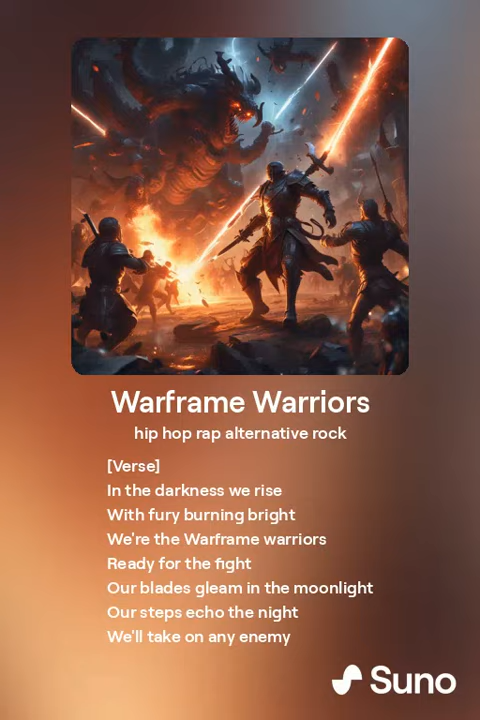 Warframe Warriors
hip hop rap alternative rock
[Verse]
In the darkness we rise
With fury burning bright
We're the Warframe warriors
Ready for the fight
Our blades gleam in the moonlight
Our steps echo the night
We'll take on any enemy
Suno